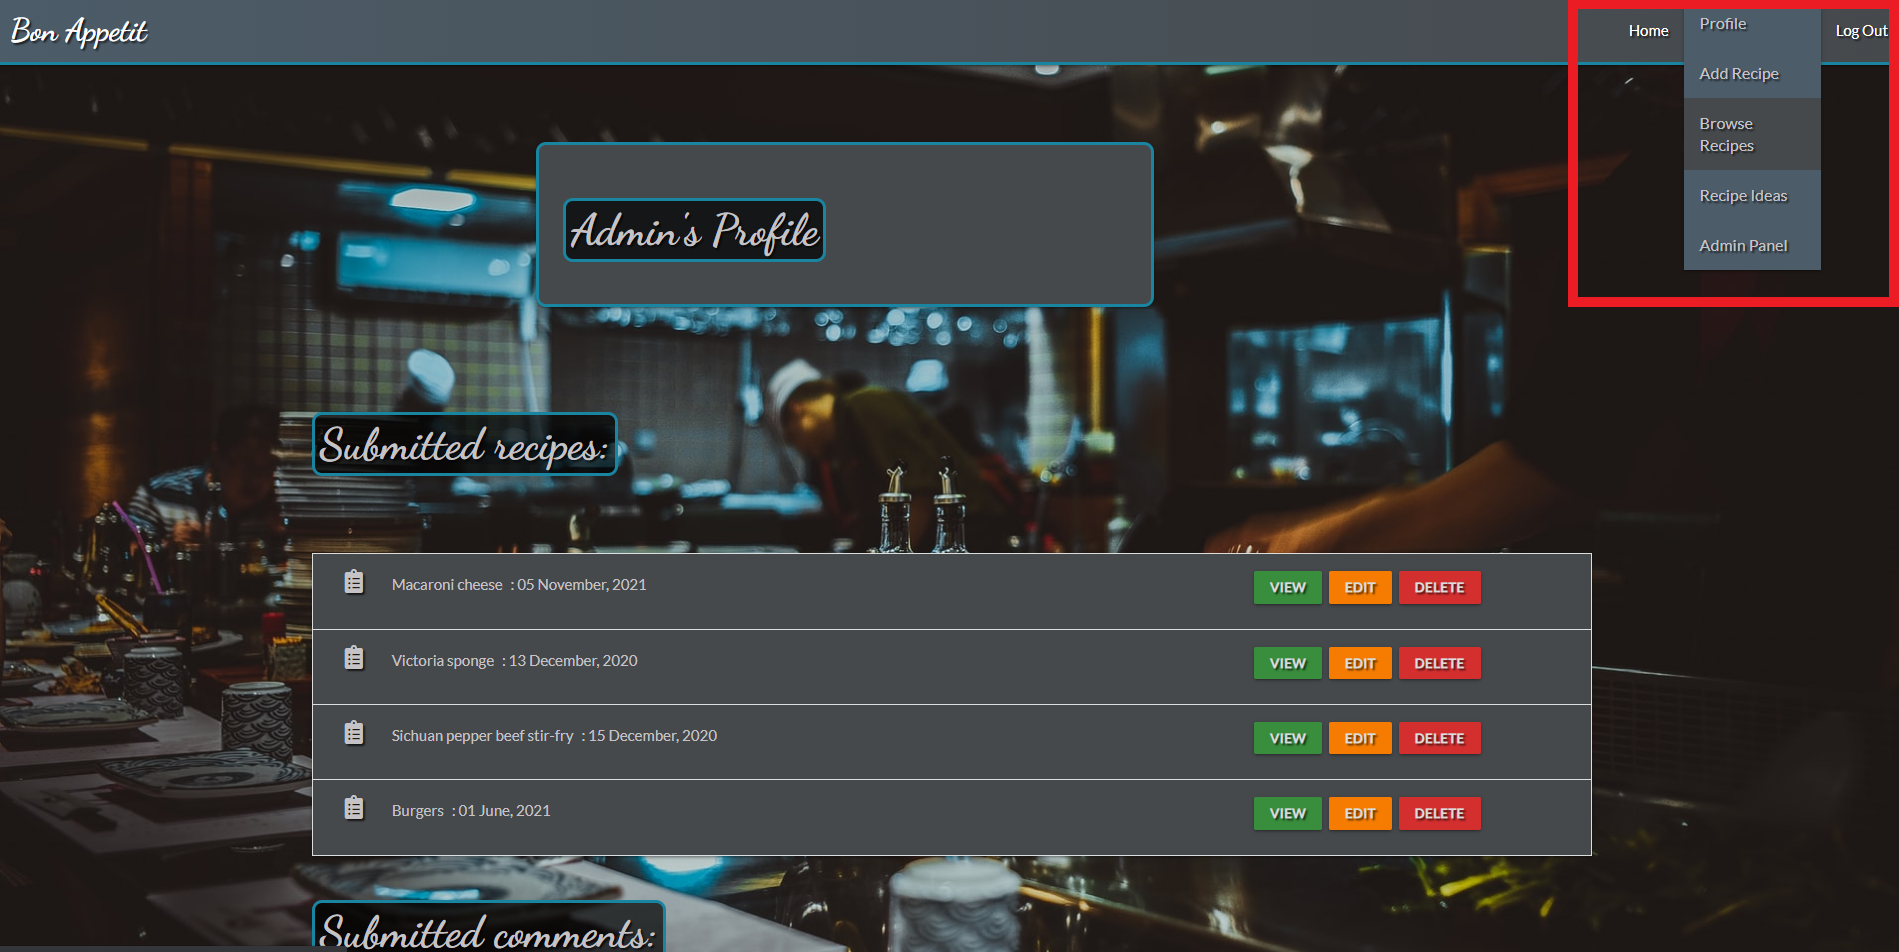 Bon Appetit
Home
Log Out
Profile
Add Recipe
Browse
Recipes
Recipe Ideas
Admin Panel
Admin's Profile
Submitted recipes:
Macaroni cheese : 05 November, 2021 VIEW EDIT DELETE
Victoria sponge : 13 December, 2020 VIEW EDIT DELETE
Sichuan pepper beef stir-fry : 15 December, 2020 VIEW EDIT DELETE
Burgers : 01 June, 2021 VIEW EDIT DELETE
Submitted comments: